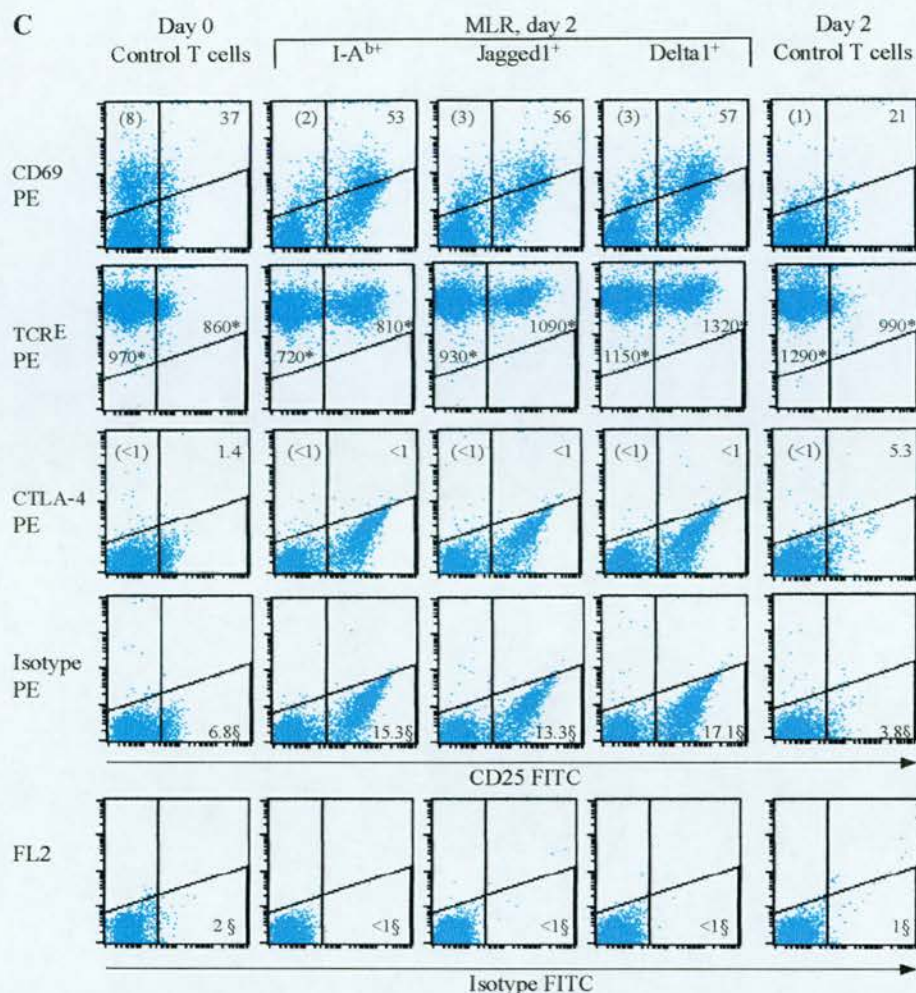 C
Day 0 MLR, day 2 Day 2
Control T cells I-Ab+ Jagged1+ Delta1+ Control T cells
CD69 PE (8) 37 (2) 53 (3) 56 (3) 57 (1) 21
TCRE PE 970* 860* 720* 810* 930* 1090* 1150* 1320* 1290* 990*
CTLA-4 PE (<1) 1.4 (<1) <1 (<1) <1 (<1) <1 (<1) 5.3
Isotype PE 6.8§ 15.3§ 13.3§ 17.1§ 3.8§
CD25 FITC
FL2 2 § <1§ <1§ <1§ 1§
Isotype FITC